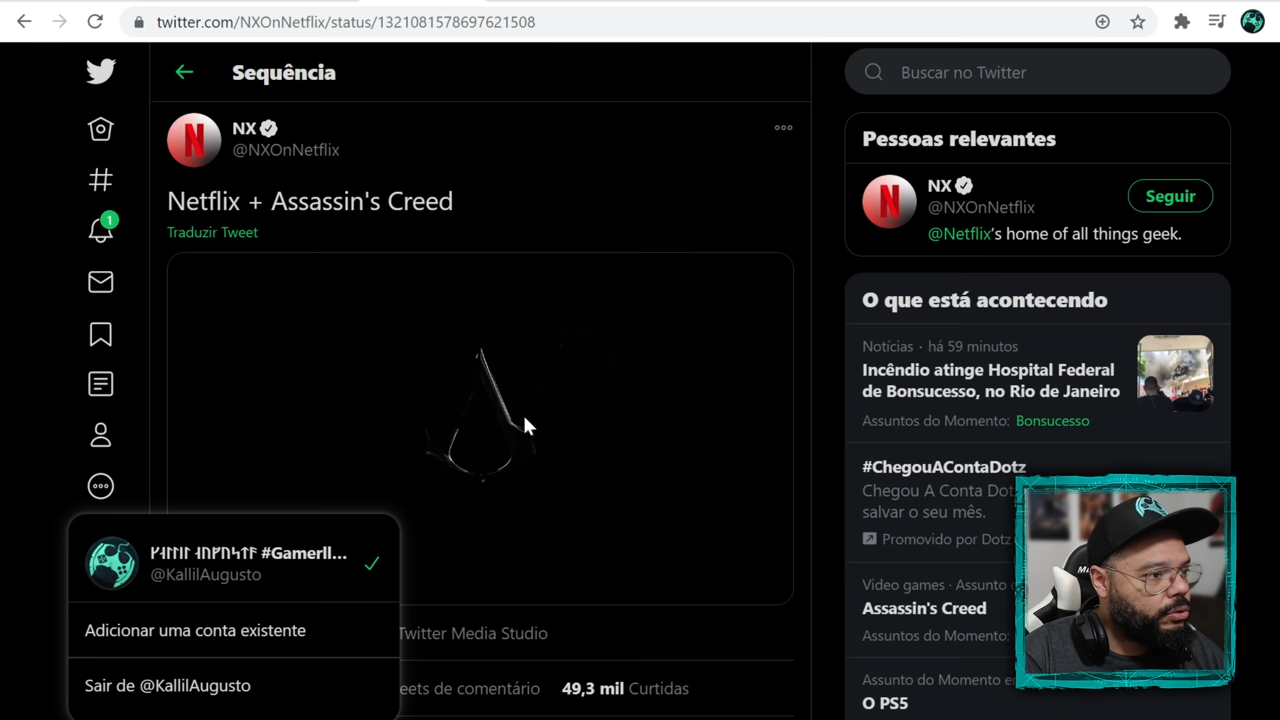 twitter.com/NXOnNetflix/status/1321081578697621508
Sequência
NX
@NXOnNetflix
Netflix + Assassin's Creed
Traduzir Tweet
1
#Gamerll...
@KallilAugusto
Adicionar uma conta existente
Sair de @KallilAugusto
Twitter Media Studio
eets de comentário 49,3 mil Curtidas
Buscar no Twitter
Pessoas relevantes
NX
@NXOnNetflix
Seguir
@Netflix's home of all things geek.
O que está acontecendo
Notícias · há 59 minutos
Incêndio atinge Hospital Federal
de Bonsucesso, no Rio de Janeiro
Assuntos do Momento: Bonsucesso
#ChegouAContaDotz
Chegou A Conta Dot
salvar o seu mês.
Promovido por Dotz
Video games · Assunto
Assassin's Creed
Assuntos do Momento:
Assunto do Momento e
O PS5